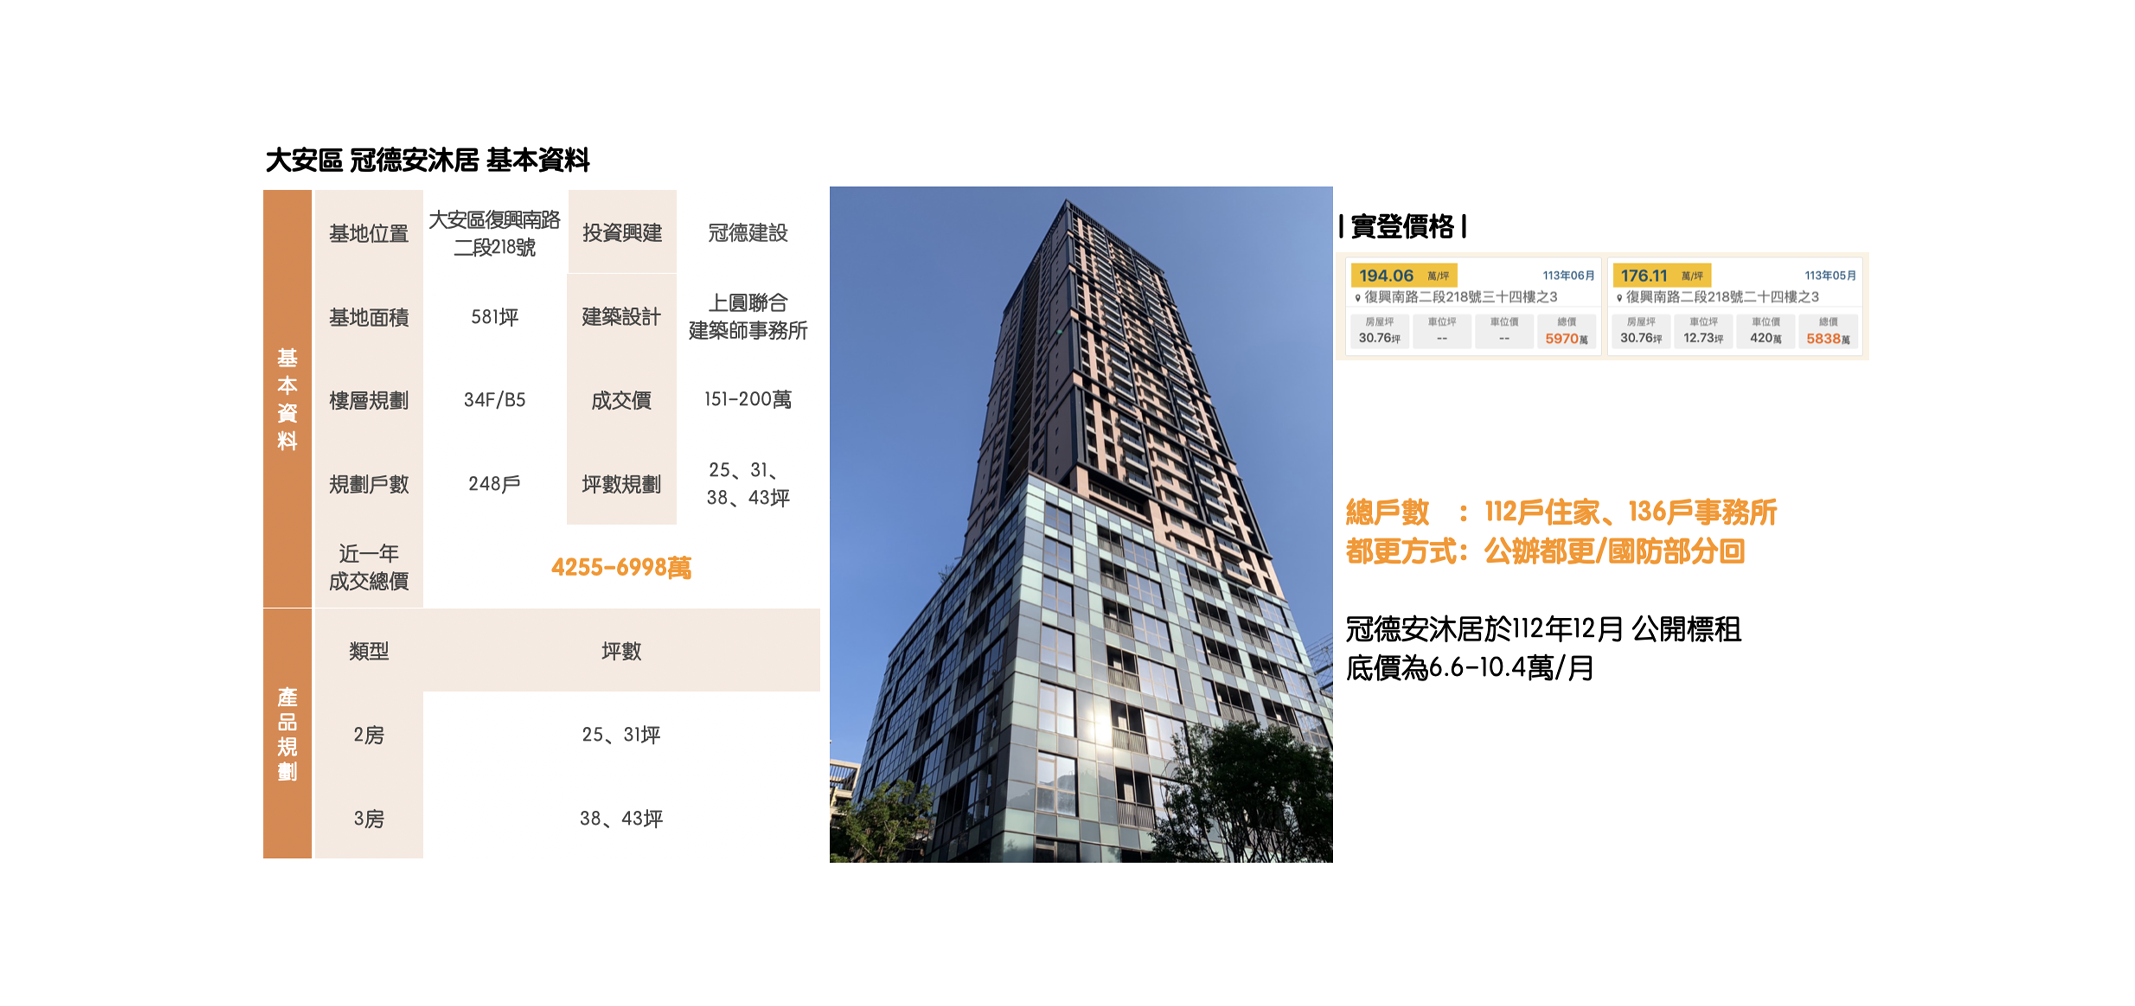 大安區 冠德安沐居 基本資料
基本資料
基地位置
大安區復興南路
二段218號
投資興建
冠德建設
基地面積
581坪
建築設計
上圓聯合
建築師事務所
樓層規劃
34F/B5
成交價
151-200萬
規劃戶數
248戶
坪數規劃
25、31、
38、43坪
近一年
成交總價
4255-6998萬
產品規劃
類型
坪數
2房
25、31坪
3房
38、43坪
| 實登價格 |
194.06 萬/坪
113年06月
復興南路二段218號三十四樓之3
房屋坪 車位坪 車位價 總價
30.76坪 -- -- 5970萬
176.11 萬/坪
113年05月
復興南路二段218號二十四樓之3
房屋坪 車位坪 車位價 總價
30.76坪 12.73坪 420萬 5838萬
總戶數 : 112戶住家、136戶事務所
都更方式: 公辦都更/國防部分回
冠德安沐居於112年12月 公開標租
底價為6.6-10.4萬/月